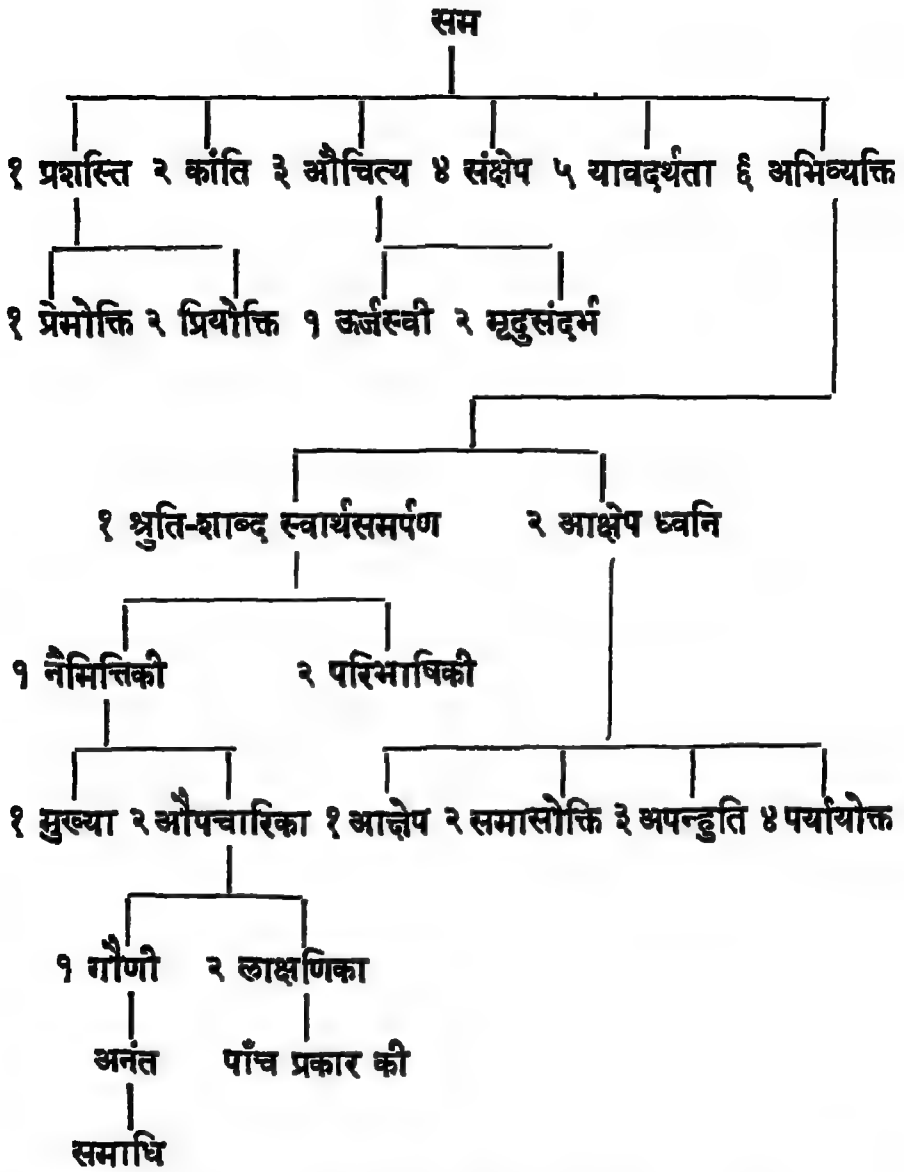 सम
१ प्रशस्ति २ कांति ३ औचित्य ४ संक्षेप ५ यावदर्थता ६ अभिव्यक्ति
१ प्रेमोक्ति २ प्रियोक्ति १ ऊर्जस्वी २ मृदुसंदर्भ
१ श्रुति-शाब्द स्वार्थसमर्पण २ आक्षेप ध्वनि
१ नैमित्तिकी २ परिभाषिकी
१ मुख्या २ औपचारिका १ आक्षेप २ समासोक्ति ३ अपन्हुति ४ पर्यायोक्त
१ गौणी २ लाक्षणिका
अनंत पाँच प्रकार की
समाधि